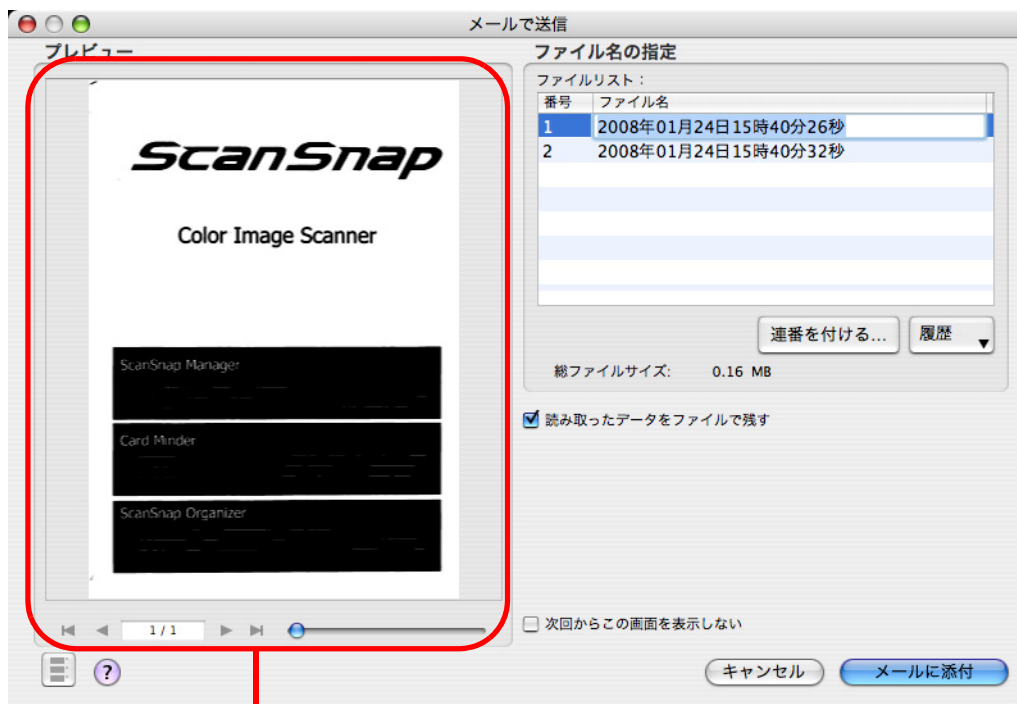 メールで送信
プレビュー
ScanSnap
Color Image Scanner
ScanSnap Manager
Card Minder
ScanSnap Organizer
1 / 1
?
ファイル名の指定
ファイルリスト：
番号 ファイル名
1 2008年01月24日15時40分26秒
2 2008年01月24日15時40分32秒
連番を付ける... 履歴
総ファイルサイズ: 0.16 MB
読み取ったデータをファイルで残す
次回からこの画面を表示しない
キャンセル メールに添付